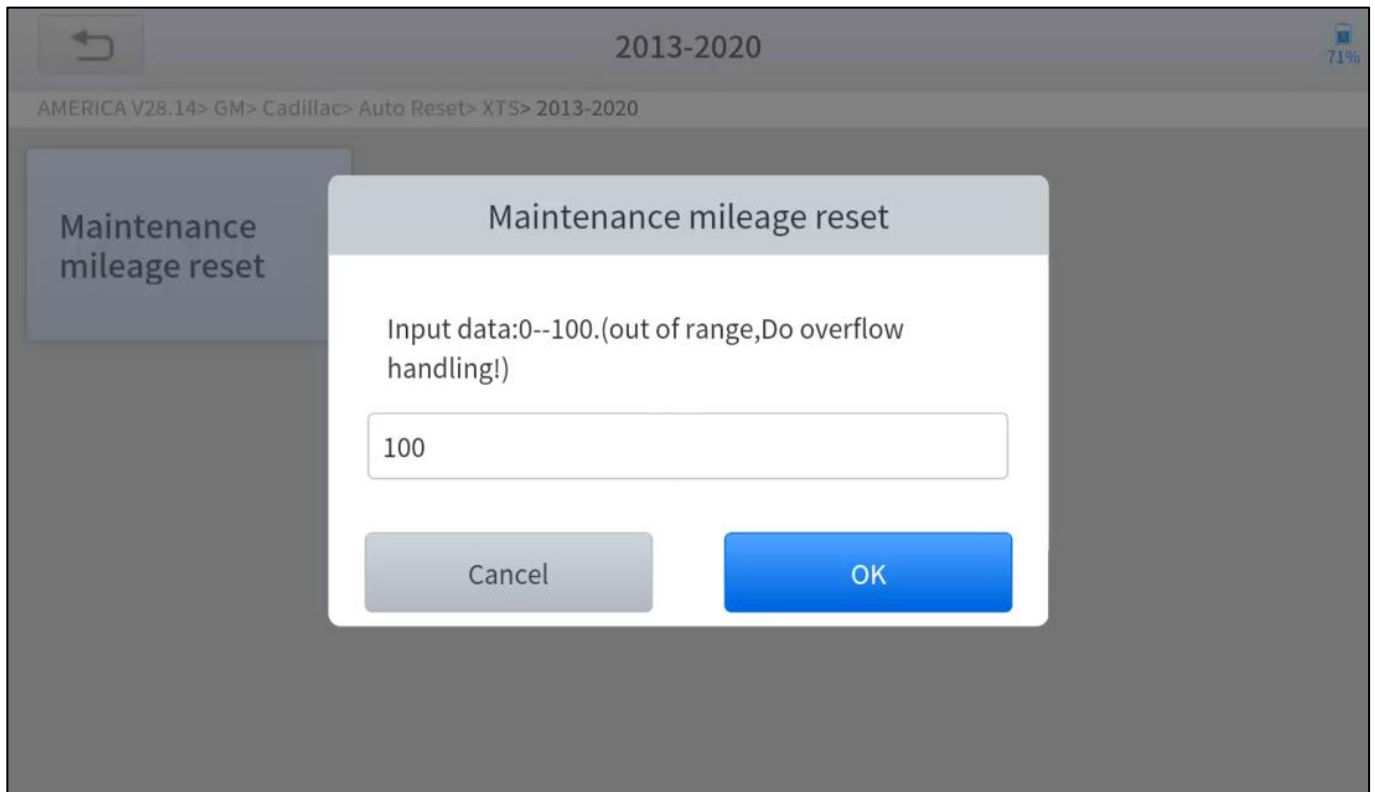 2013-2020
71%
AMERICA V28.14> GM> Cadillac> Auto Reset> XTS> 2013-2020
Maintenance
mileage reset
Maintenance mileage reset
Input data:0--100.(out of range,Do overflow
handling!)
100
Cancel
OK